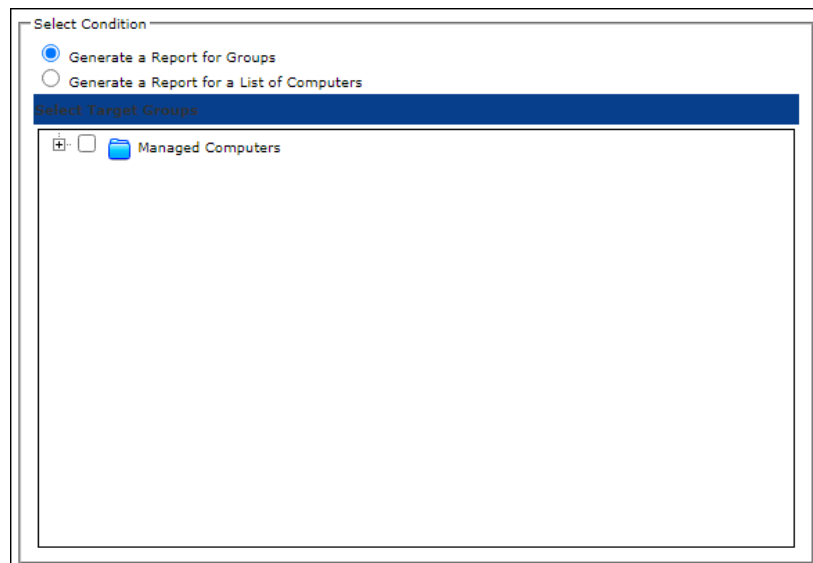 Select Condition
Generate a Report for Groups
Generate a Report for a List of Computers
Select Target Groups
Managed Computers